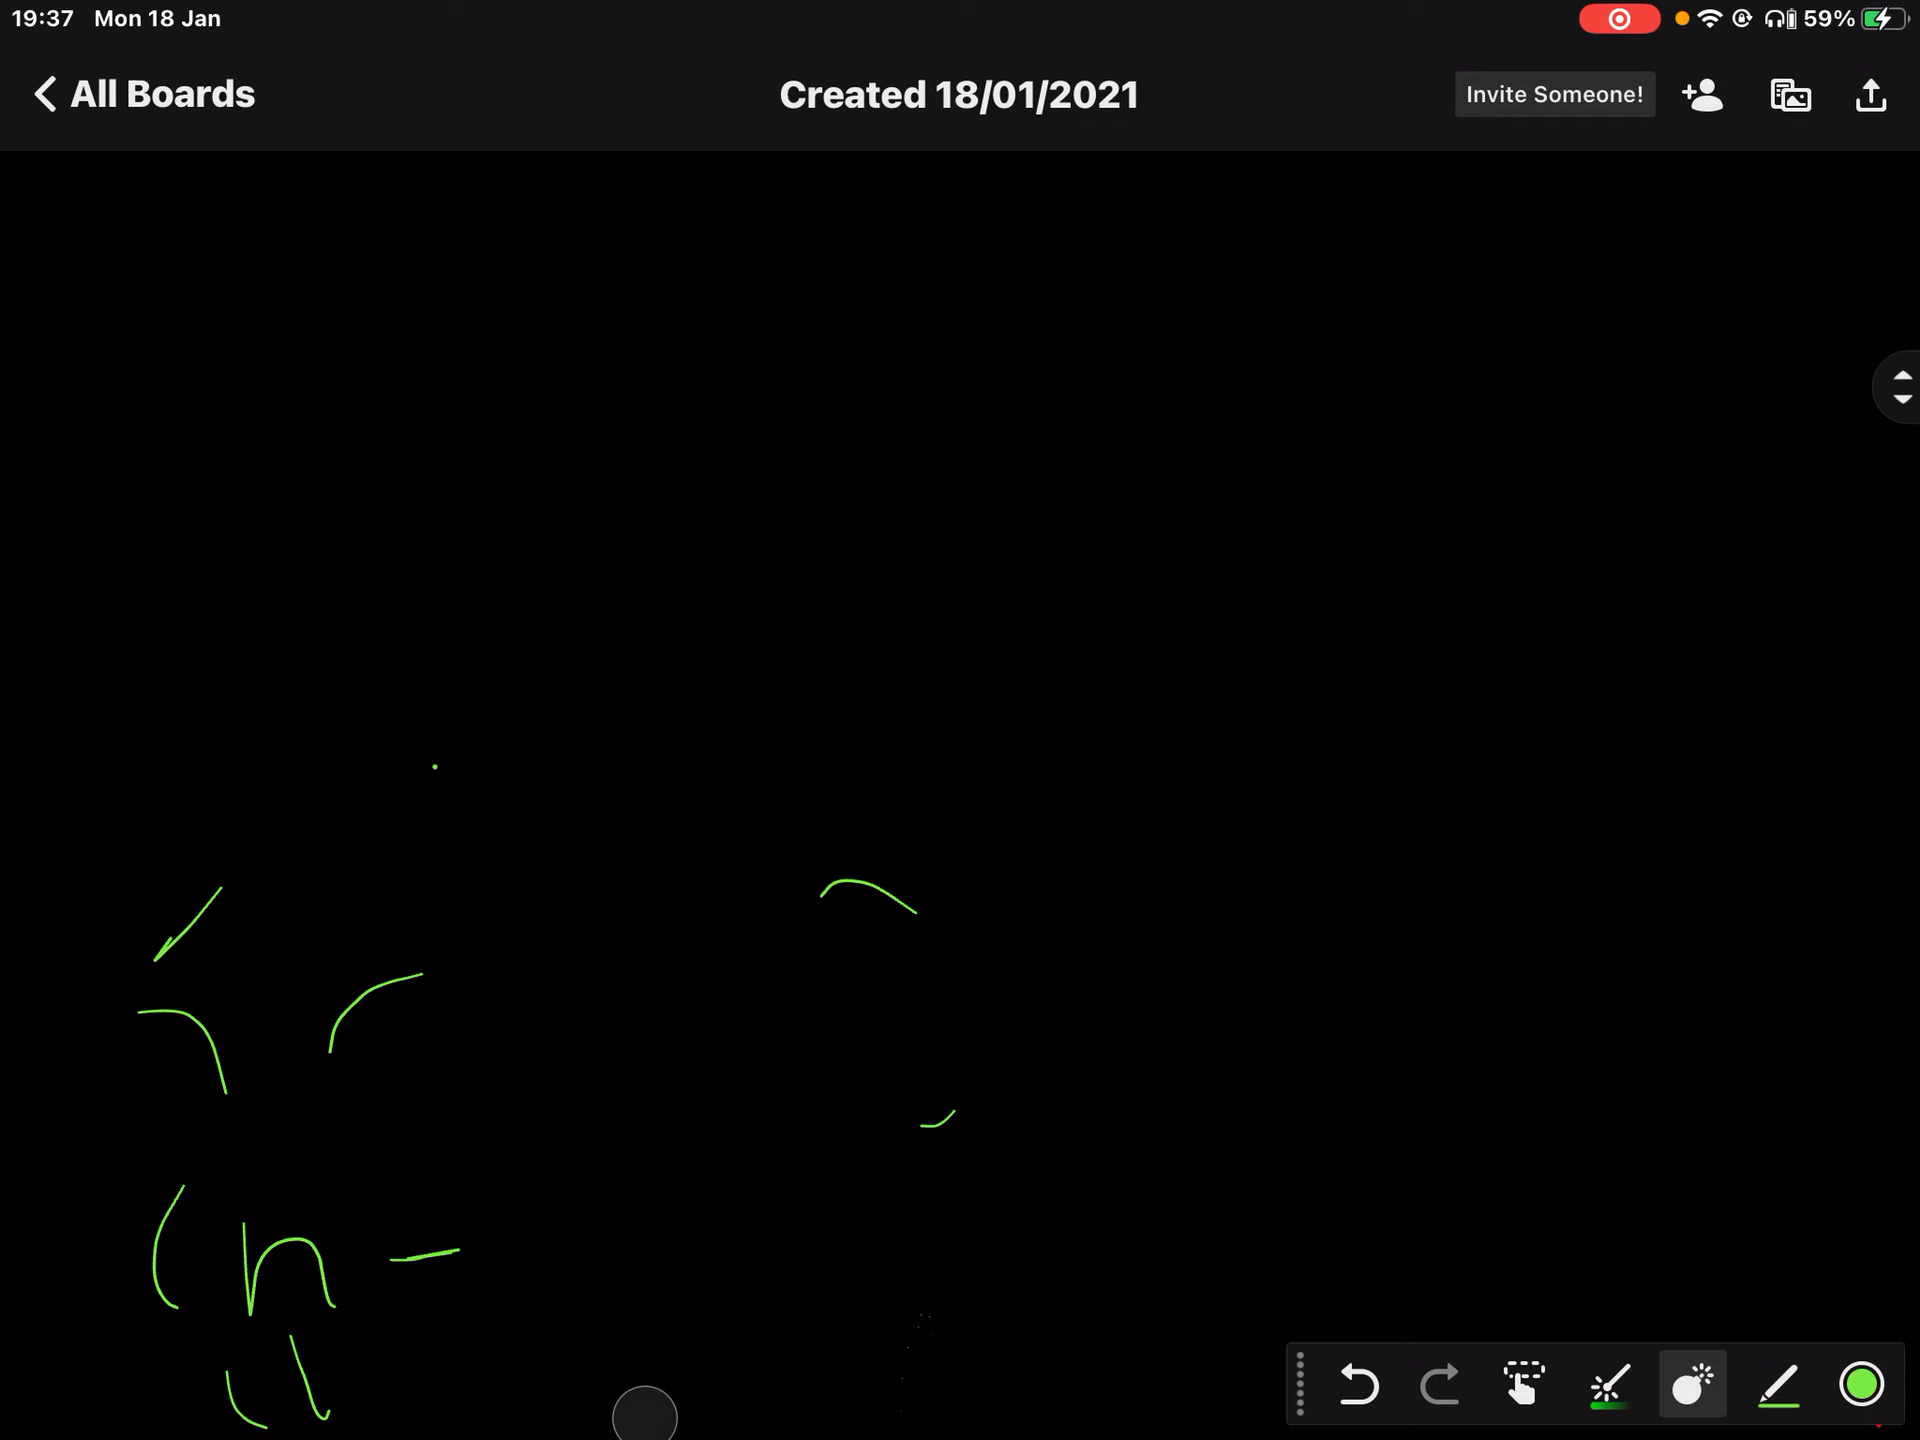 19:37 Mon 18 Jan 59%
All Boards Created 18/01/2021 Invite Someone!
( n -